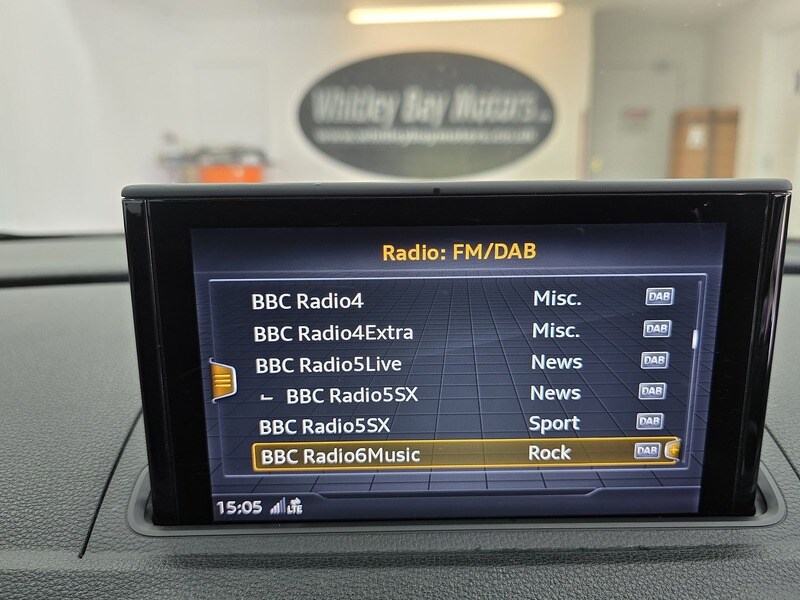 Whitley Bay Motors
Radio: FM/DAB
BBC Radio4 Misc. DAB
BBC Radio4Extra Misc. DAB
BBC Radio5Live News DAB
BBC Radio5SX News DAB
BBC Radio5SX Sport DAB
BBC Radio6Music Rock DAB
15:05 LTE